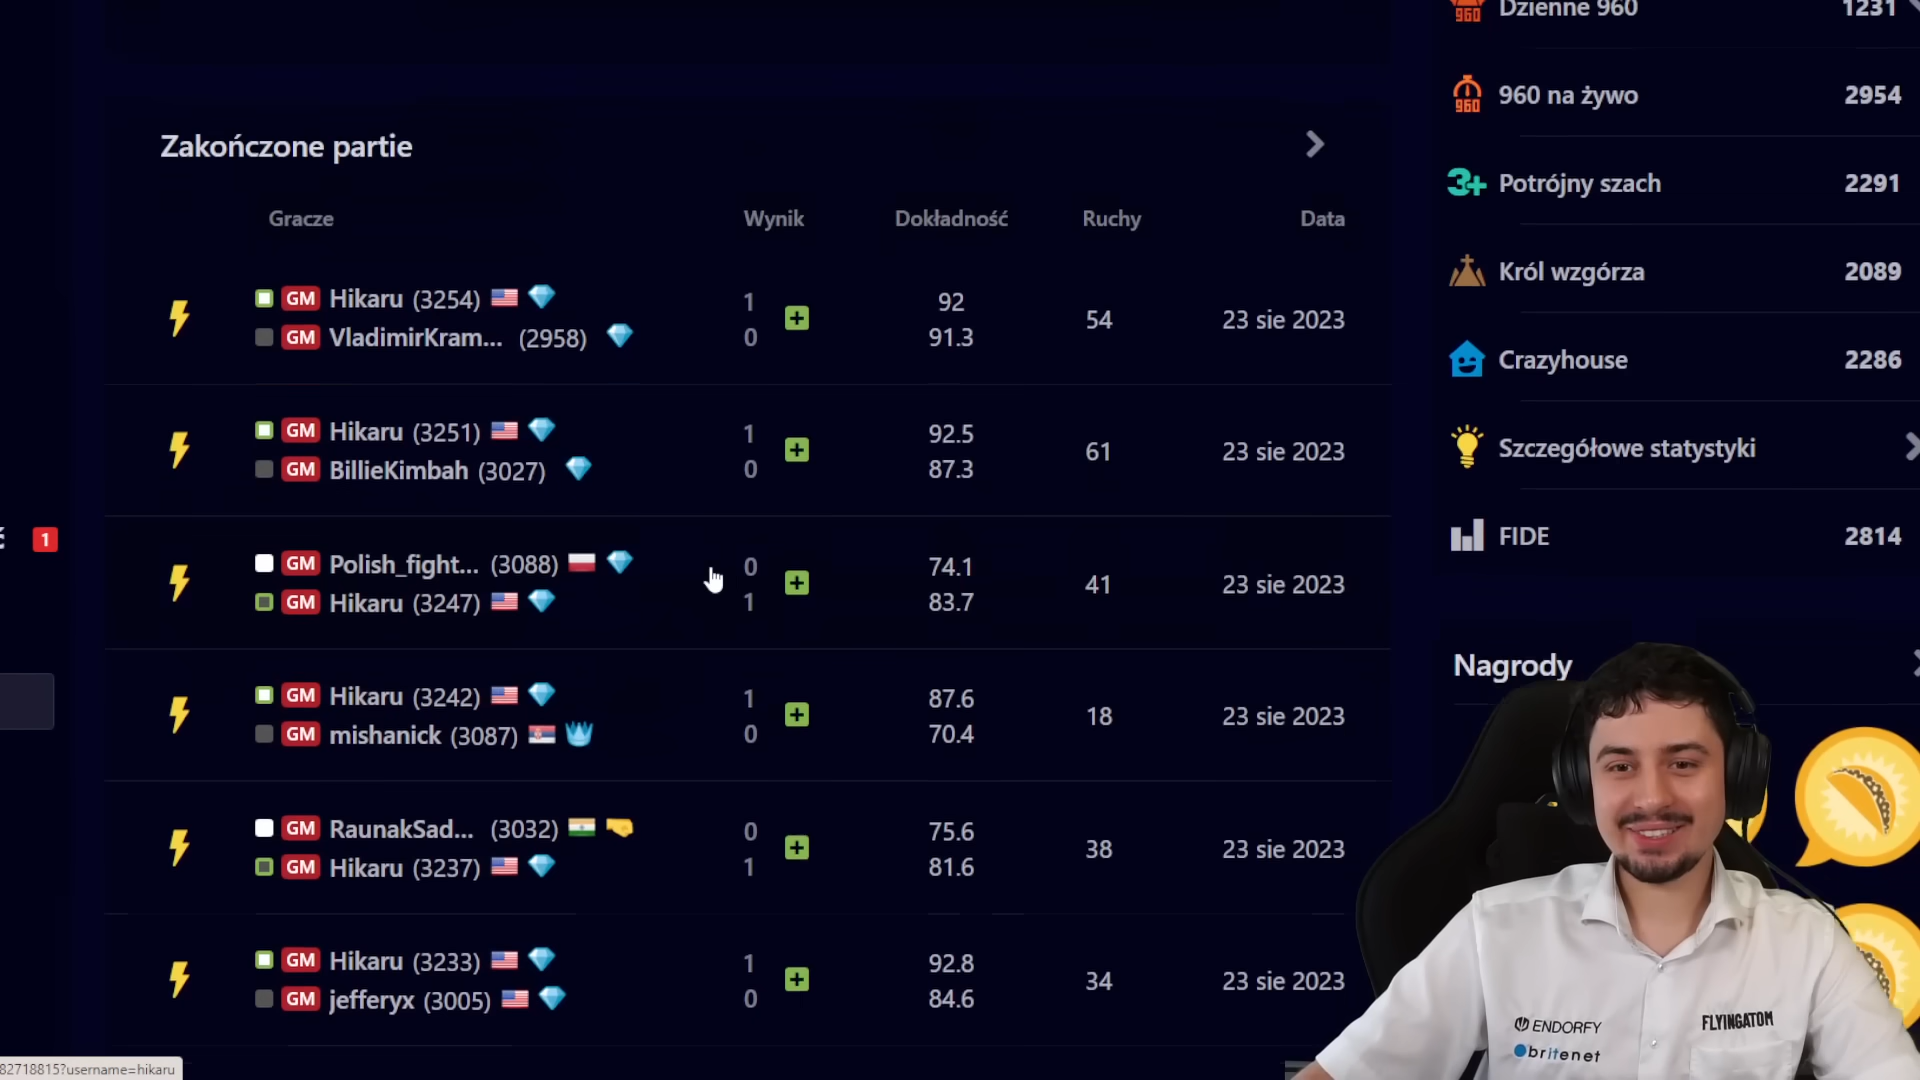 Dzienne 960 1231
960 na żywo 2954
Potrójny szach 2291
Król wzgórza 2089
Crazyhouse 2286
Szczegółowe statystyki
FIDE 2814
Nagrody
Zakończone partie
Gracze Wynik Dokładność Ruchy Data
GM Hikaru (3254) 1 92
GM VladimirKram... (2958) 0 91.3
54 23 sie 2023
GM Hikaru (3251) 1 92.5
GM BillieKimbah (3027) 0 87.3
61 23 sie 2023
GM Polish_fight... (3088) 0 74.1
GM Hikaru (3247) 1 83.7
41 23 sie 2023
GM Hikaru (3242) 1 87.6
GM mishanick (3087) 0 70.4
18 23 sie 2023
GM RaunakSad... (3032) 0 75.6
GM Hikaru (3237) 1 81.6
38 23 sie 2023
GM Hikaru (3233) 1 92.8
GM jefferyx (3005) 0 84.6
34 23 sie 2023
1
82718815?username=hikaru
ENDORFY
britenet
FLYINGATOM